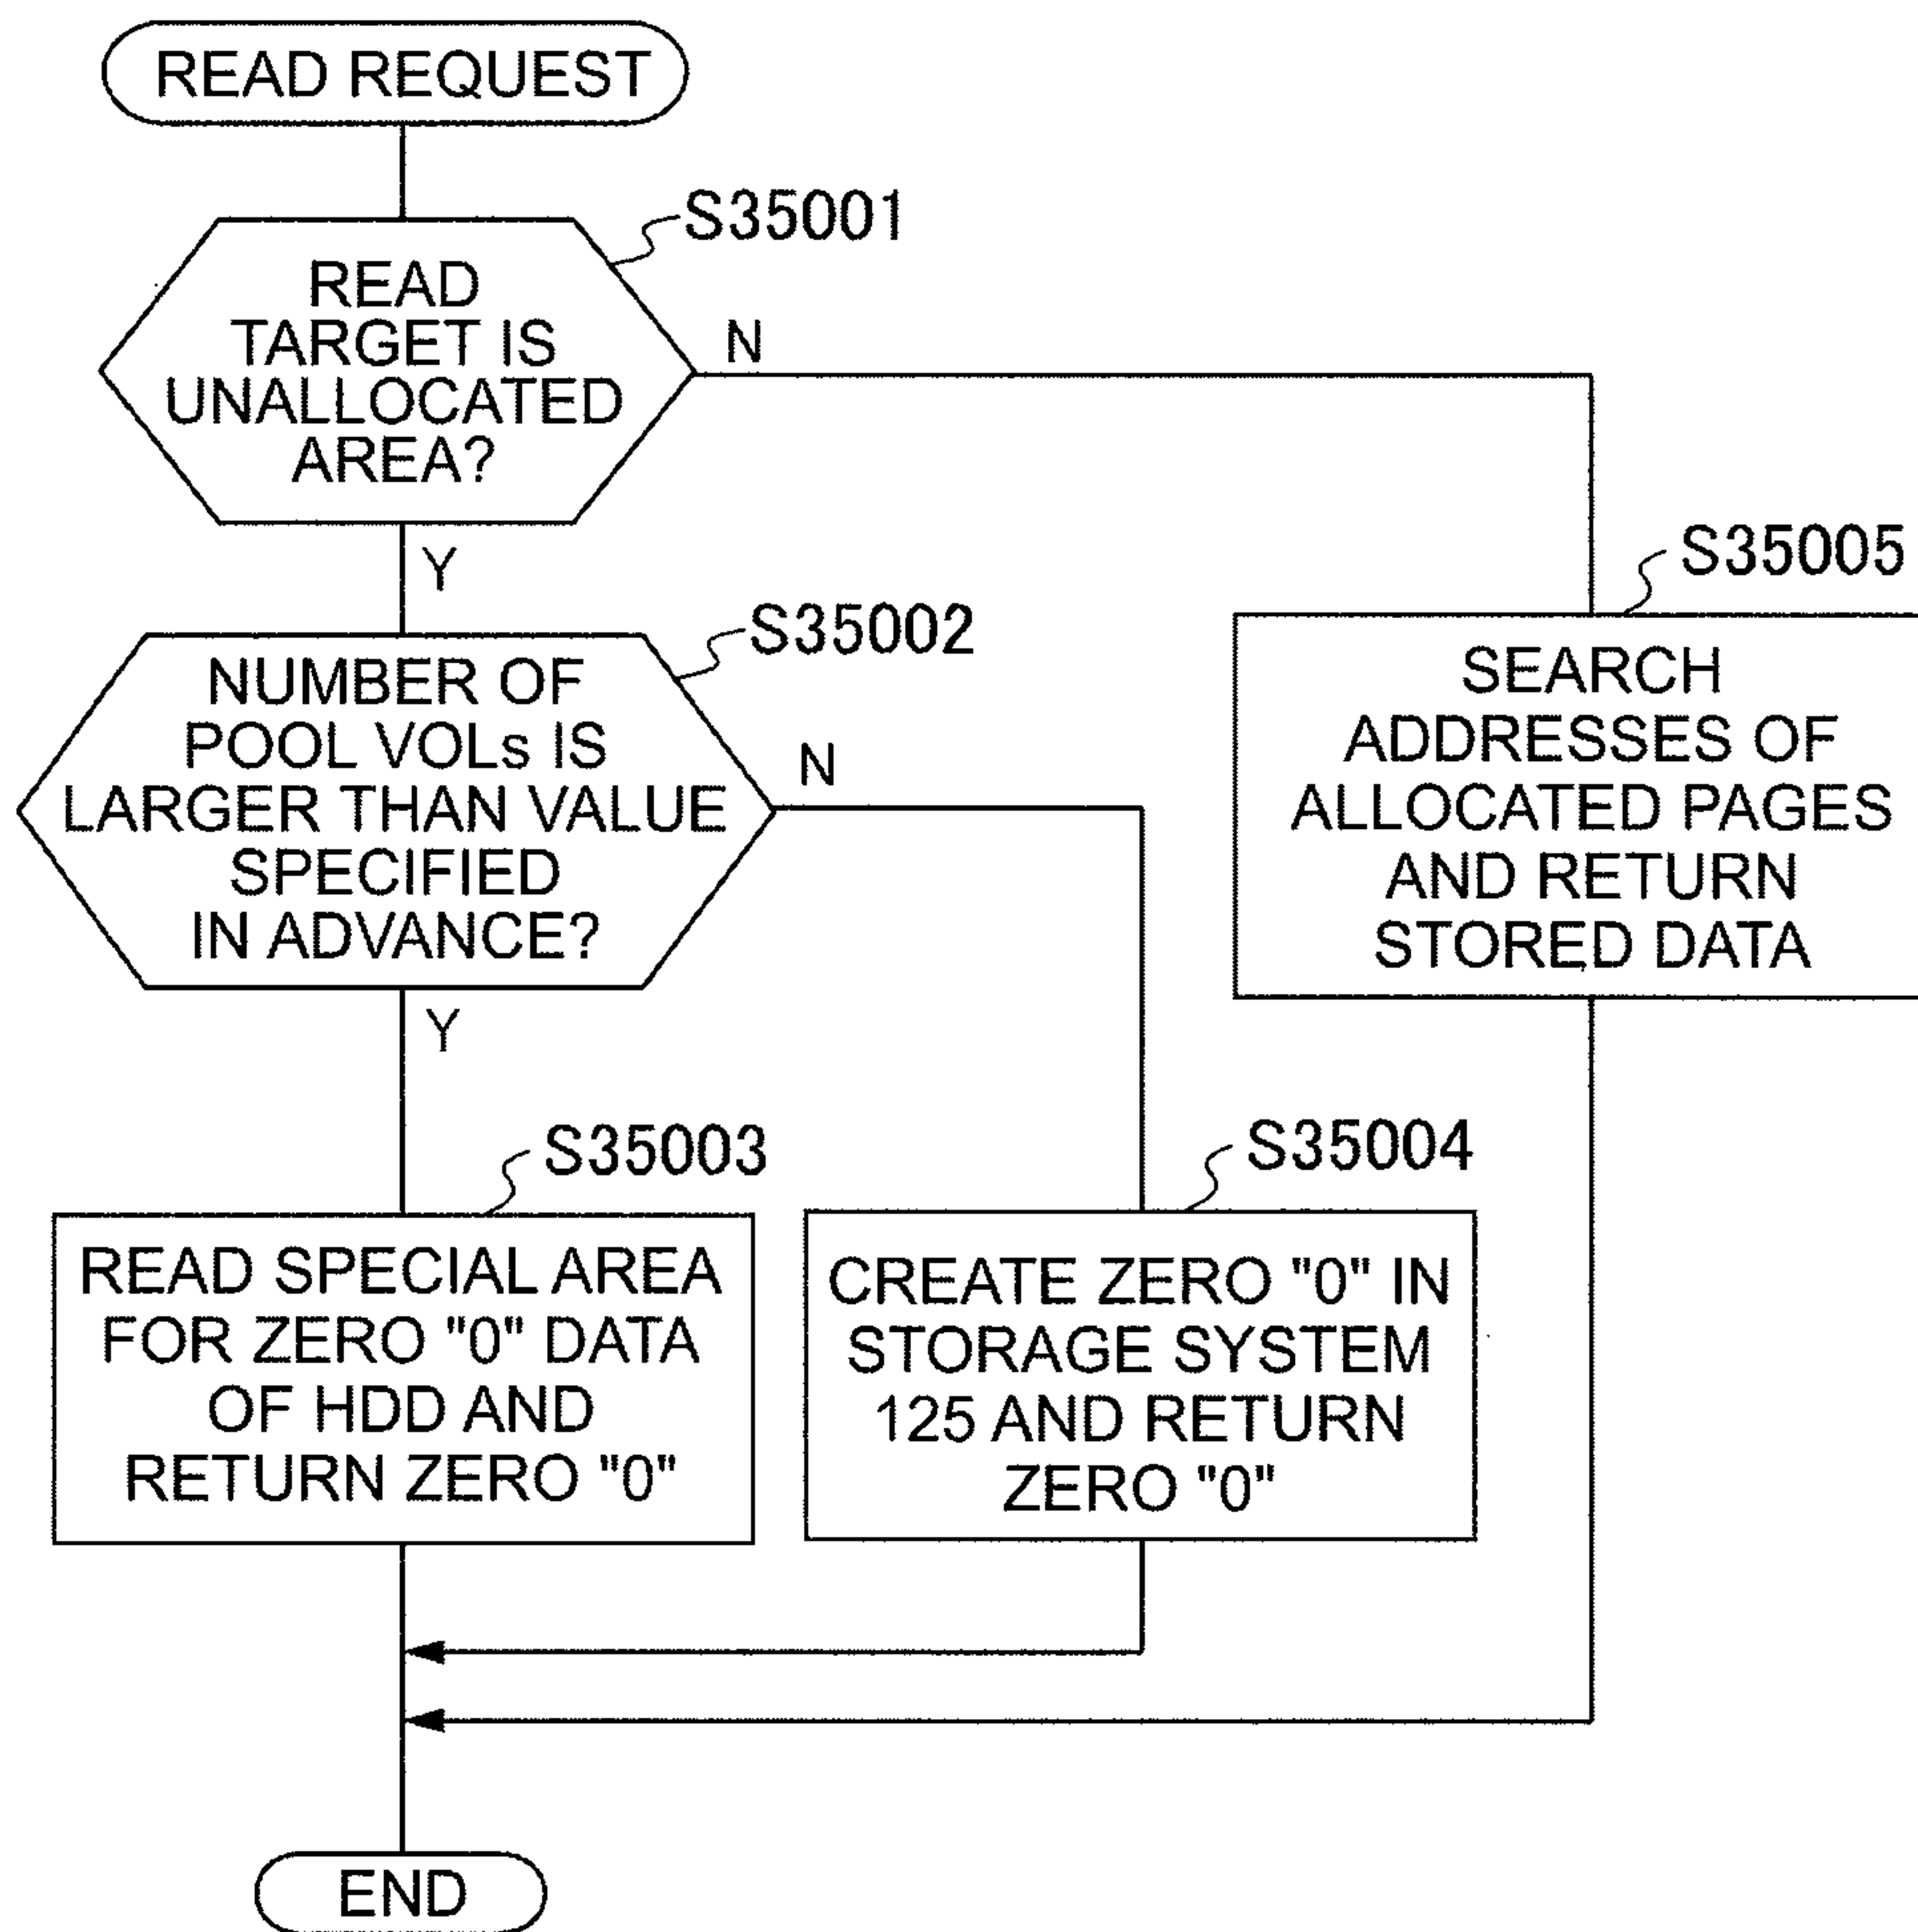 READ REQUEST
S35001
READ
TARGET IS
UNALLOCATED
AREA?
N
Y
S35002
NUMBER OF
POOL VOLs IS
LARGER THAN VALUE
SPECIFIED
IN ADVANCE?
N
Y
S35005
SEARCH
ADDRESSES OF
ALLOCATED PAGES
AND RETURN
STORED DATA
S35003
READ SPECIAL AREA
FOR ZERO "0" DATA
OF HDD AND
RETURN ZERO "0"
S35004
CREATE ZERO "0" IN
STORAGE SYSTEM
125 AND RETURN
ZERO "0"
END